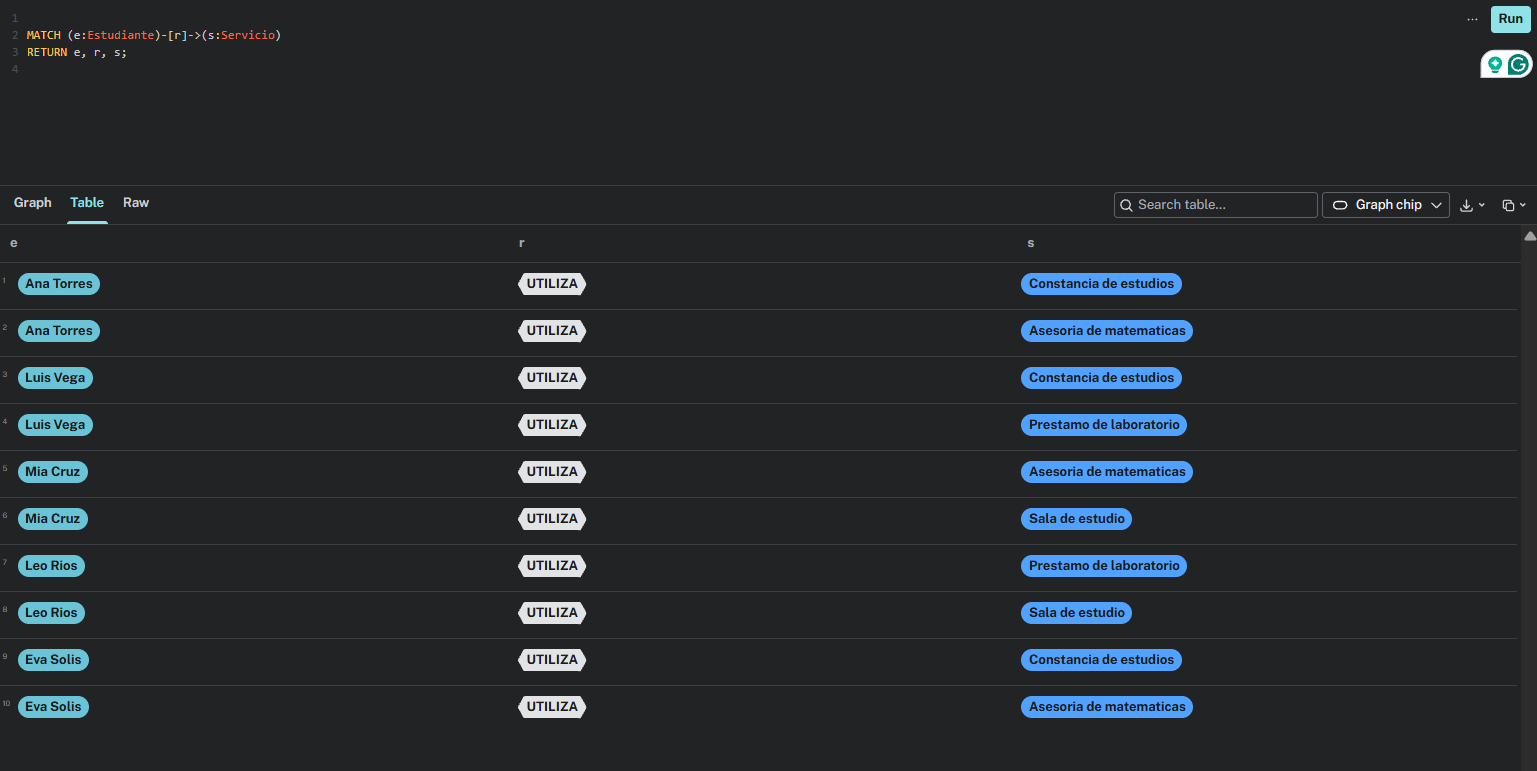 1
... Run
2 MATCH (e:Estudiante)-[r]->(s:Servicio)
3 RETURN e, r, s;
4
Graph Table Raw Search table... Graph chip
e r s
1 Ana Torres UTILIZA Constancia de estudios
2 Ana Torres UTILIZA Asesoria de matematicas
3 Luis Vega UTILIZA Constancia de estudios
4 Luis Vega UTILIZA Prestamo de laboratorio
5 Mia Cruz UTILIZA Asesoria de matematicas
6 Mia Cruz UTILIZA Sala de estudio
7 Leo Rios UTILIZA Prestamo de laboratorio
8 Leo Rios UTILIZA Sala de estudio
9 Eva Solis UTILIZA Constancia de estudios
10 Eva Solis UTILIZA Asesoria de matematicas